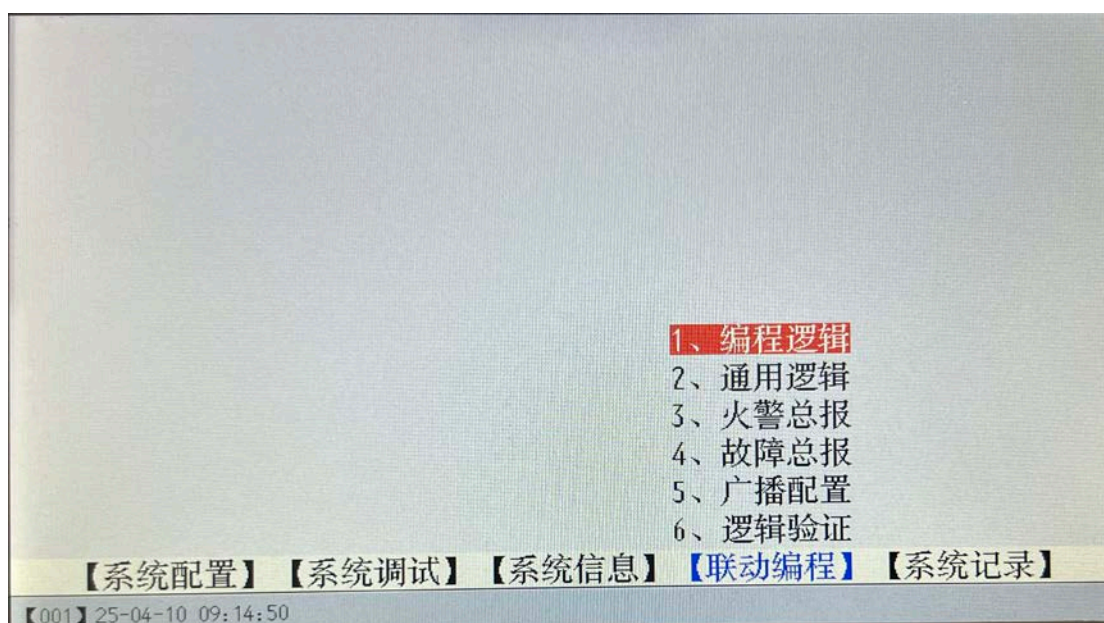 1、编程逻辑
2、通用逻辑
3、火警总报
4、故障总报
5、广播配置
6、逻辑验证
【系统配置】【系统调试】【系统信息】【联动编程】【系统记录】
【001】25-04-10 09:14:50